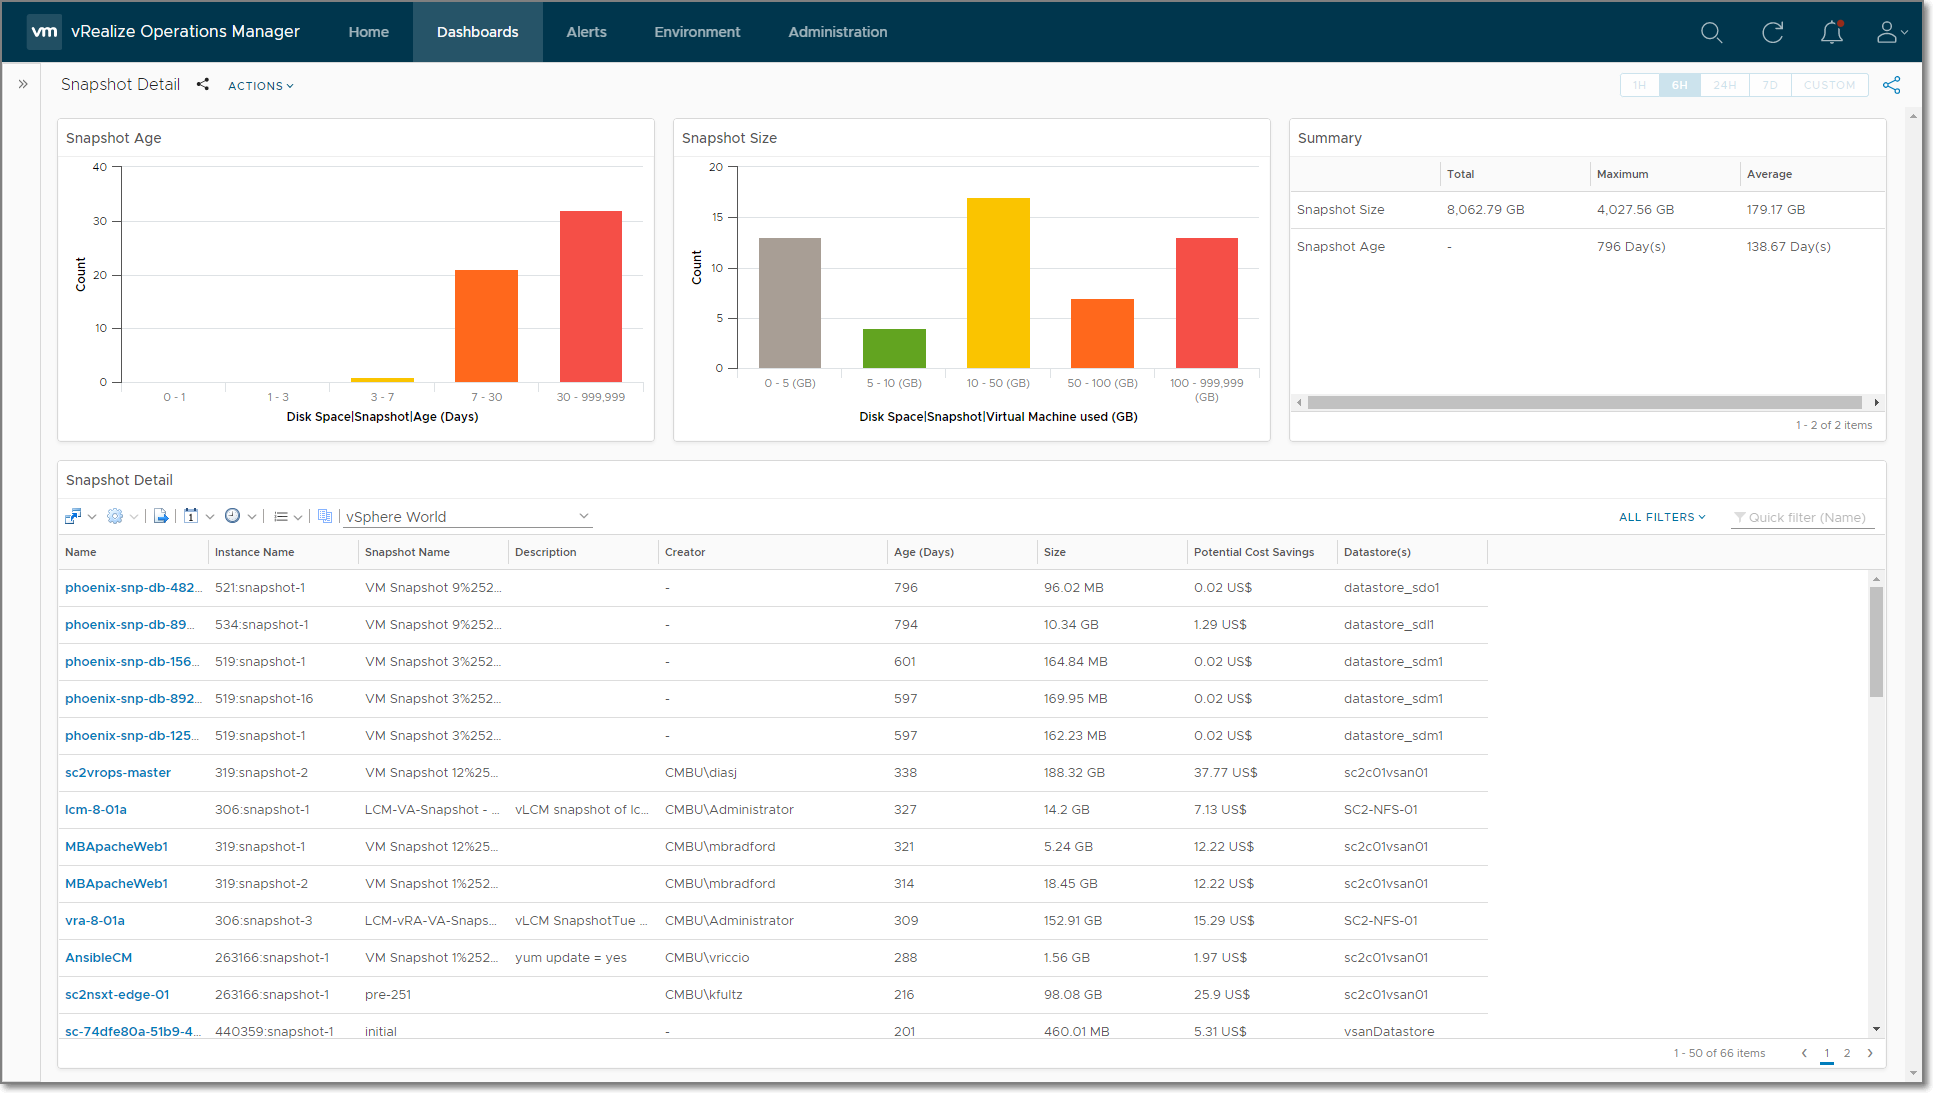 vm vRealize Operations Manager Home Dashboards Alerts Environment Administration
Snapshot Detail ACTIONS 1H 6H 24H 7D CUSTOM
Snapshot Age
40
30
20
10
0
Count
0 - 1 1 - 3 3 - 7 7 - 30 30 - 999,999
Disk Space|Snapshot|Age (Days)
Snapshot Size
20
15
10
5
0
Count
0 - 5 (GB) 5 - 10 (GB) 10 - 50 (GB) 50 - 100 (GB) 100 - 999,999
(GB)
Disk Space|Snapshot|Virtual Machine used (GB)
Summary
Total Maximum Average
Snapshot Size 8,062.79 GB 4,027.56 GB 179.17 GB
Snapshot Age - 796 Day(s) 138.67 Day(s)
1 - 2 of 2 items
Snapshot Detail
1 vSphere World ALL FILTERS Quick filter (Name)
Name Instance Name Snapshot Name Description Creator Age (Days) Size Potential Cost Savings Datastore(s)
phoenix-snp-db-482... 521:snapshot-1 VM Snapshot 9%252... - 796 96.02 MB 0.02 US$ datastore_sdo1
phoenix-snp-db-89... 534:snapshot-1 VM Snapshot 9%252... - 794 10.34 GB 1.29 US$ datastore_sdl1
phoenix-snp-db-156... 519:snapshot-1 VM Snapshot 3%252... - 601 164.84 MB 0.02 US$ datastore_sdm1
phoenix-snp-db-892... 519:snapshot-16 VM Snapshot 3%252... - 597 169.95 MB 0.02 US$ datastore_sdm1
phoenix-snp-db-125... 519:snapshot-1 VM Snapshot 3%252... - 597 162.23 MB 0.02 US$ datastore_sdm1
sc2vrops-master 319:snapshot-2 VM Snapshot 12%25... CMBU\diasj 338 188.32 GB 37.77 US$ sc2c01vsan01
lcm-8-01a 306:snapshot-1 LCM-VA-Snapshot - ... vLCM snapshot of lc... CMBU\Administrator 327 14.2 GB 7.13 US$ SC2-NFS-01
MBApacheWeb1 319:snapshot-1 VM Snapshot 12%25... CMBU\mbradford 321 5.24 GB 12.22 US$ sc2c01vsan01
MBApacheWeb1 319:snapshot-2 VM Snapshot 1%252... CMBU\mbradford 314 18.45 GB 12.22 US$ sc2c01vsan01
vra-8-01a 306:snapshot-3 LCM-vRA-VA-Snaps... vLCM SnapshotTue ... CMBU\Administrator 309 152.91 GB 15.29 US$ SC2-NFS-01
AnsibleCM 263166:snapshot-1 VM Snapshot 1%252... yum update = yes CMBU\vriccio 288 1.56 GB 1.97 US$ sc2c01vsan01
sc2nsxt-edge-01 263166:snapshot-1 pre-251 CMBU\kfultz 216 98.08 GB 25.9 US$ sc2c01vsan01
sc-74dfe80a-51b9-4... 440359:snapshot-1 initial - 201 460.01 MB 5.31 US$ vsanDatastore
1 - 50 of 66 items 1 2